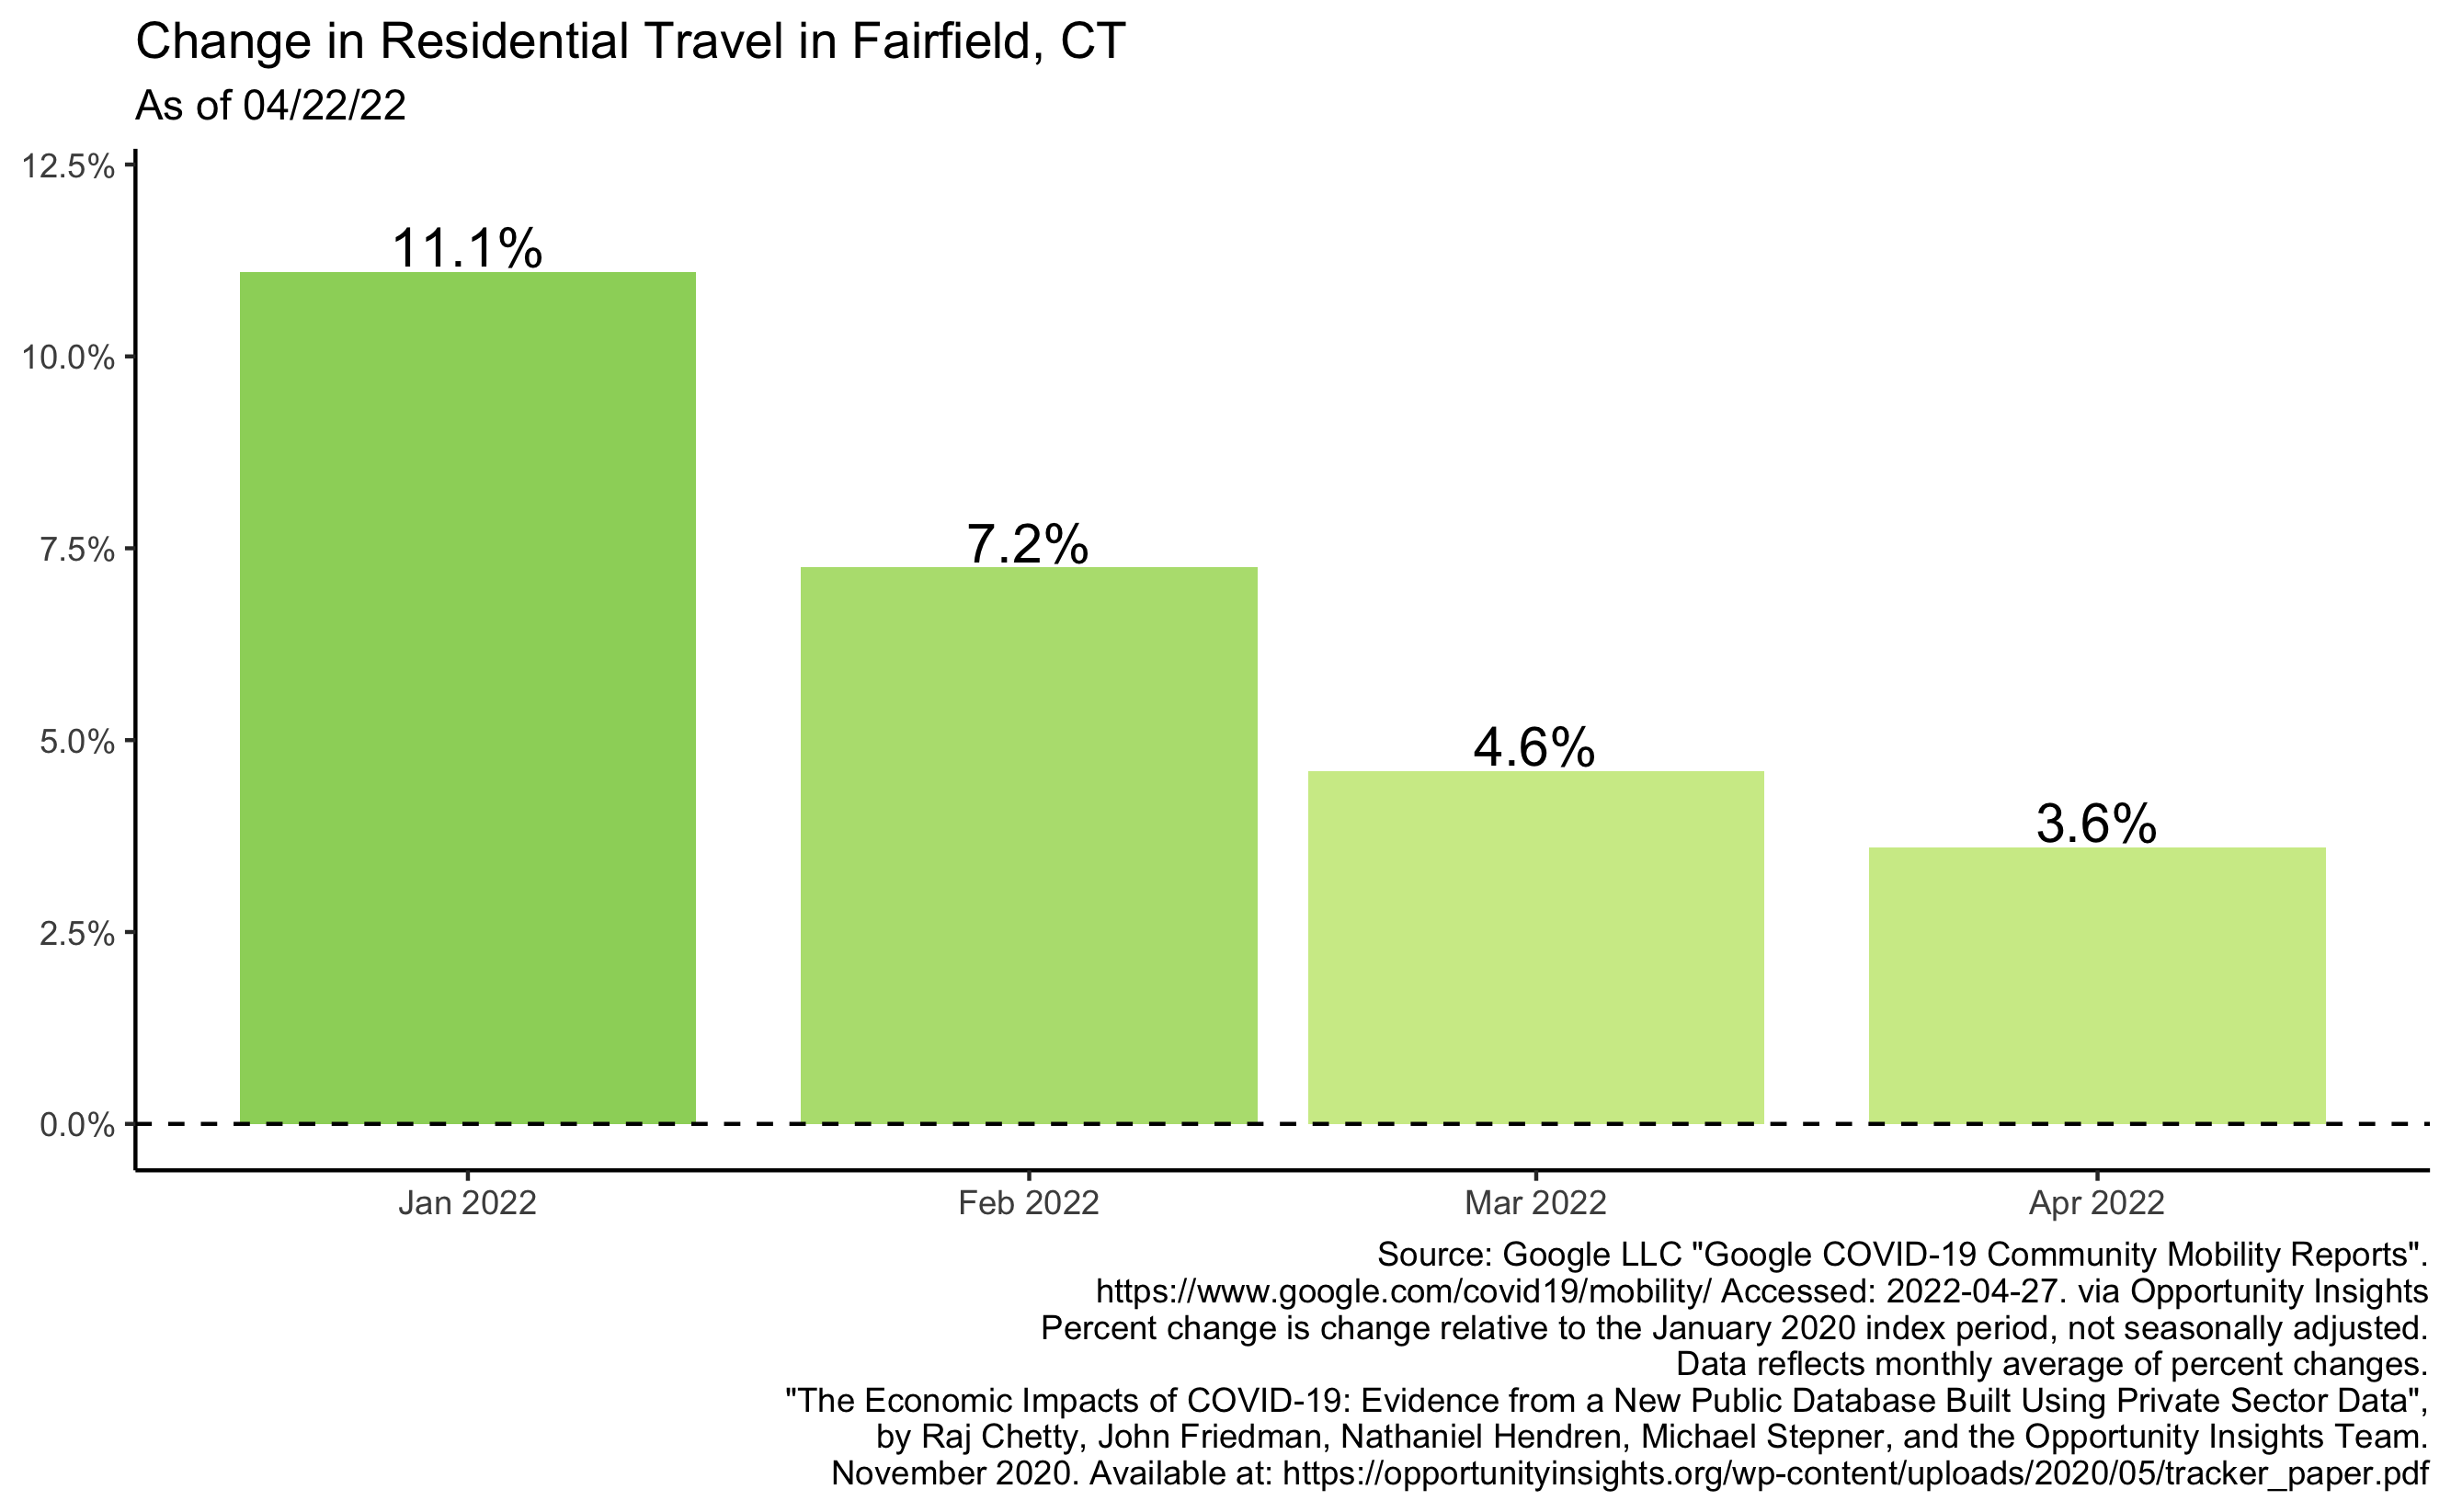 Change in Residential Travel in Fairfield, CT
As of 04/22/22
12.5%
10.0%
7.5%
5.0%
2.5%
0.0%
11.1%
7.2%
4.6%
3.6%
Jan 2022
Feb 2022
Mar 2022
Apr 2022
Source: Google LLC "Google COVID-19 Community Mobility Reports".
https://www.google.com/covid19/mobility/ Accessed: 2022-04-27. via Opportunity Insights
Percent change is change relative to the January 2020 index period, not seasonally adjusted.
Data reflects monthly average of percent changes.
"The Economic Impacts of COVID-19: Evidence from a New Public Database Built Using Private Sector Data",
by Raj Chetty, John Friedman, Nathaniel Hendren, Michael Stepner, and the Opportunity Insights Team.
November 2020. Available at: https://opportunityinsights.org/wp-content/uploads/2020/05/tracker_paper.pdf